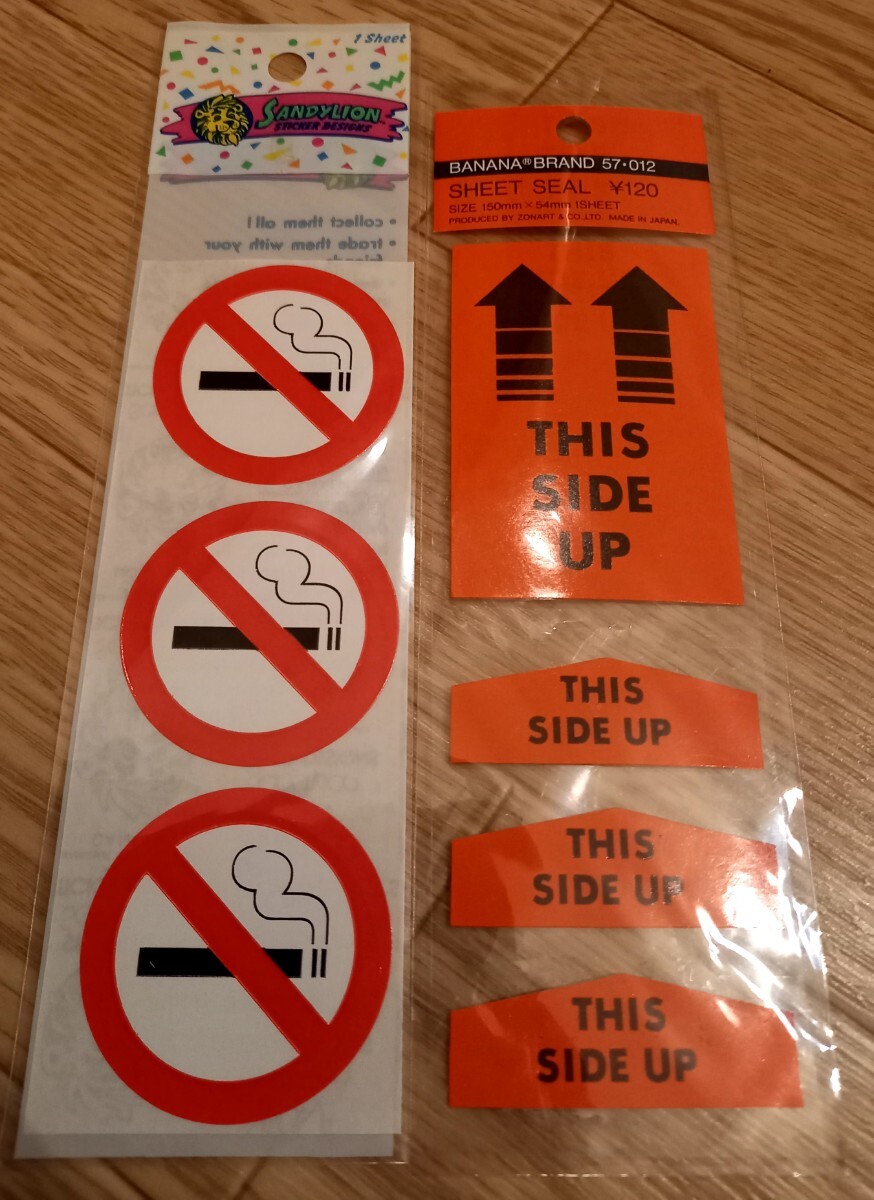 1 Sheet
SANDYLION™
STICKER DESIGNS
• collect them all!
• trade them with your
friends
BANANA® BRAND 57・012
SHEET SEAL ¥120
SIZE 150mm×54mm 1SHEET
PRODUCED BY ZONART & CO.,LTD. MADE IN JAPAN.
THIS
SIDE
UP
THIS
SIDE UP
THIS
SIDE UP
THIS
SIDE UP